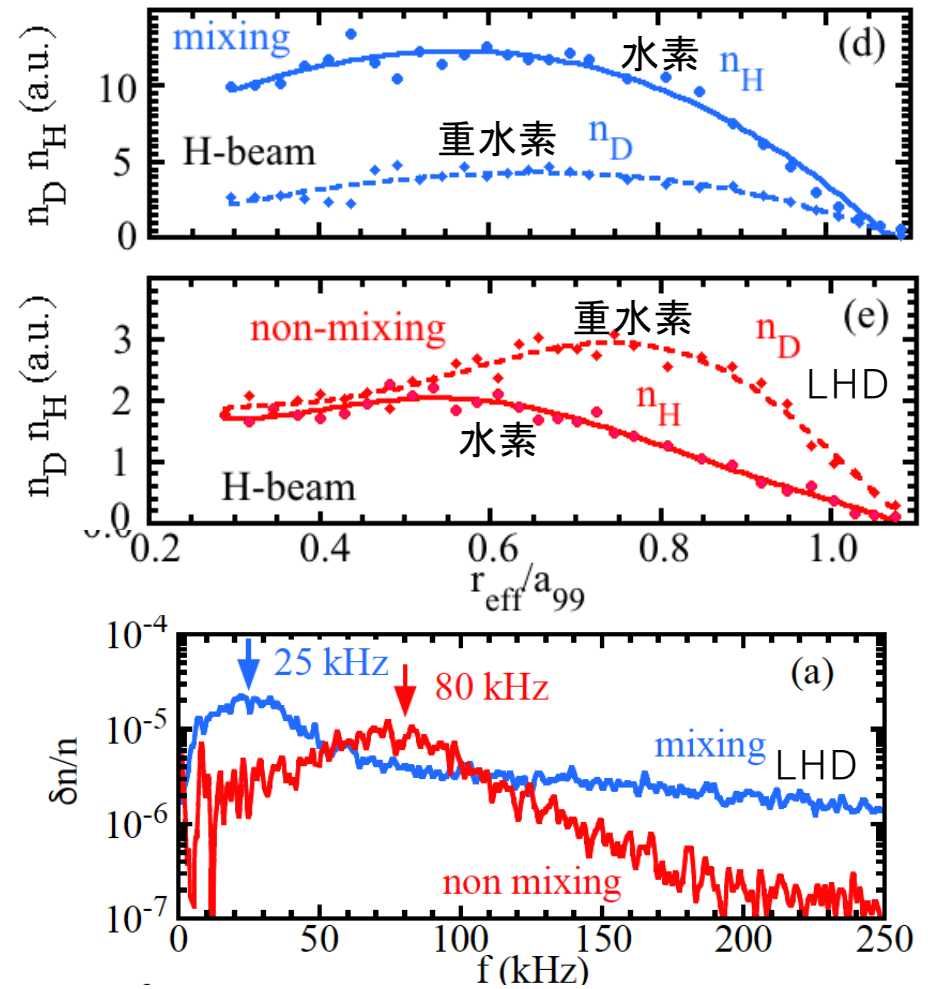 mixing
水素 n_H
(d)
n_D n_H (a.u.)
10
5
0
H-beam
重水素 n_D
n_D n_H (a.u.)
3
2
1
0
non-mixing
重水素 n_D
(e)
LHD
n_H
水素
H-beam
0.2 0.4 0.6 0.8 1.0
r_eff/a_99
10^-4
10^-5
10^-6
10^-7
δn/n
25 kHz
80 kHz
(a)
mixing
LHD
non mixing
0 50 100 150 200 250
f (kHz)